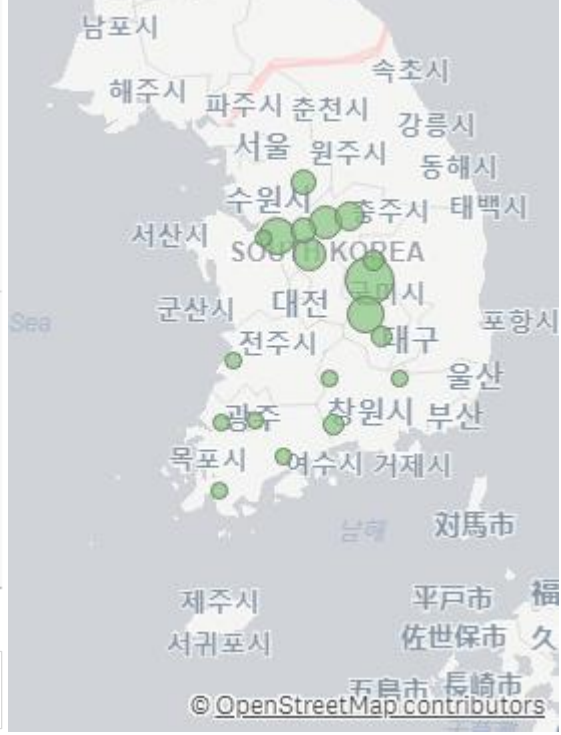 남포시
속초시
해주시
파주시 춘천시
강릉시
서울 원주시
동해시
수원시
충주시 태백시
서산시
SOUTH KOREA
구미시
군산시 대전
Sea
포항시
전주시 대구
울산
광주 창원시 부산
목포시 여수시 거제시
남해
対馬市
제주시 平戸市 福
서귀포시 佐世保市 久
五島市 長崎市
© OpenStreetMap contributors